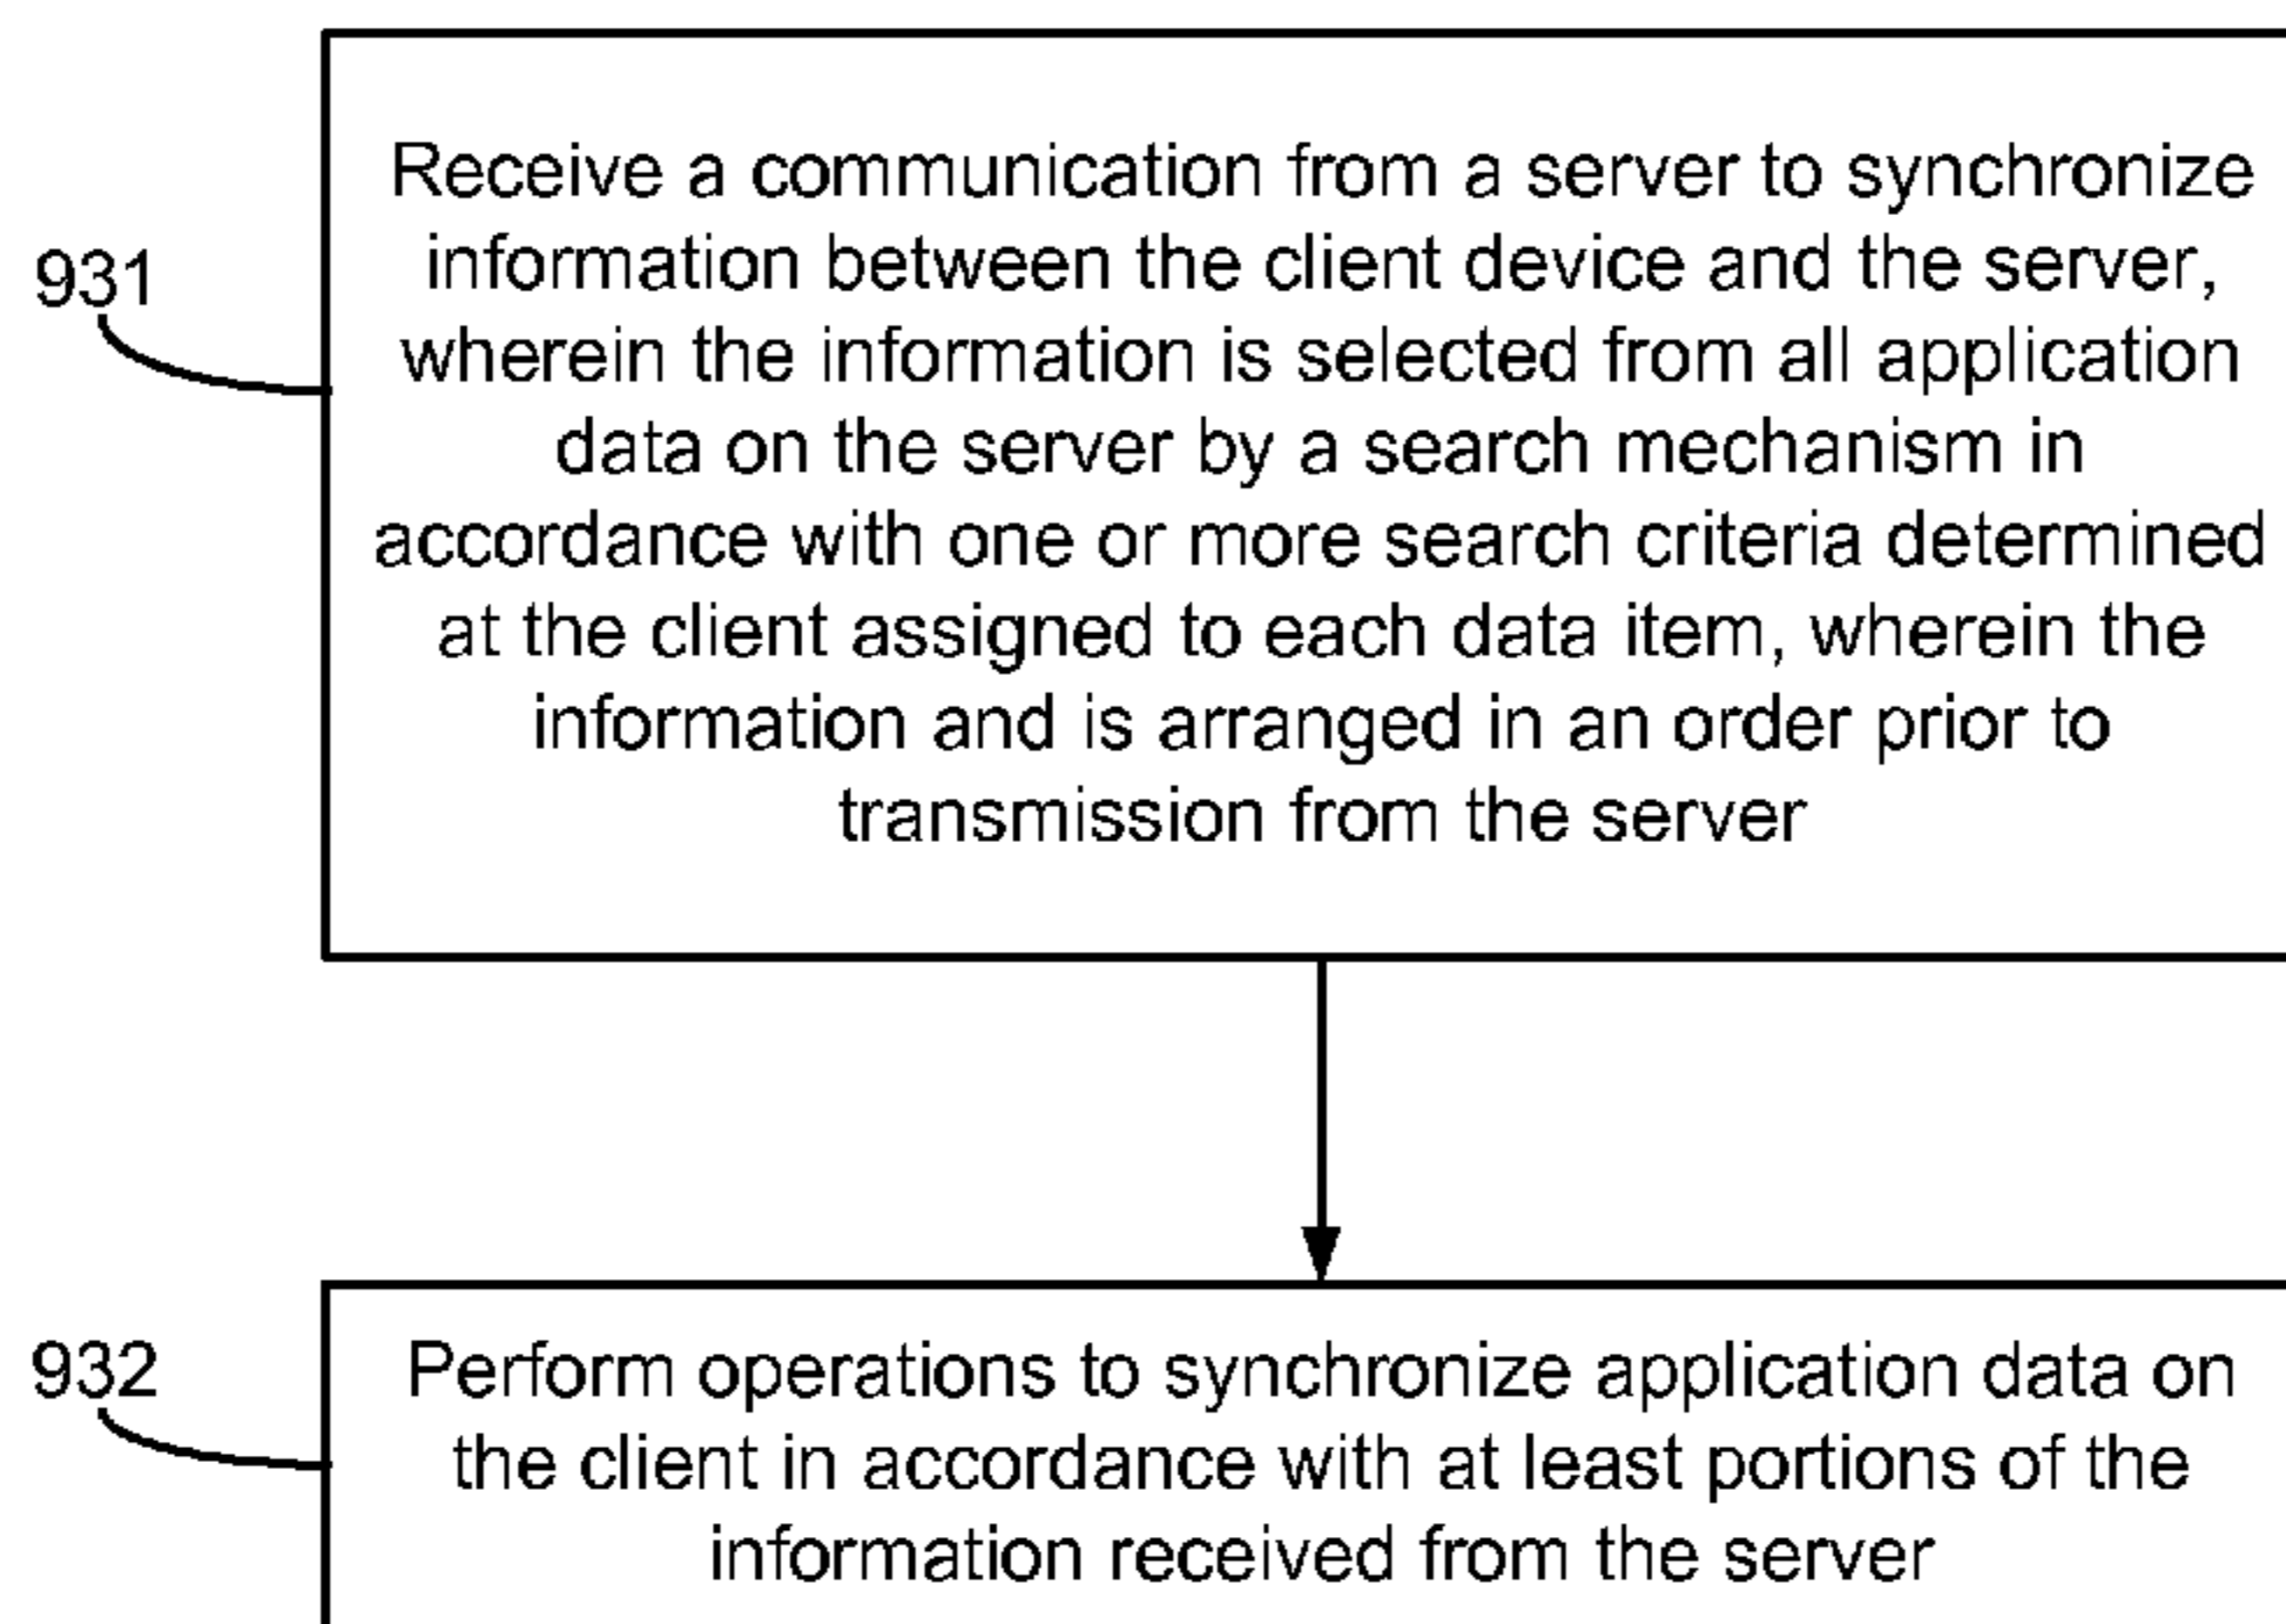 Receive a communication from a server to synchronize
information between the client device and the server,
931
wherein the information is selected from all application
data on the server by a search mechanism in
accordance with one or more search criteria determined
at the client assigned to each data item, wherein the
information and is arranged in an order prior to
transmission from the server
932
Perform operations to synchronize application data on
the client in accordance with at least portions of the
information received from the server